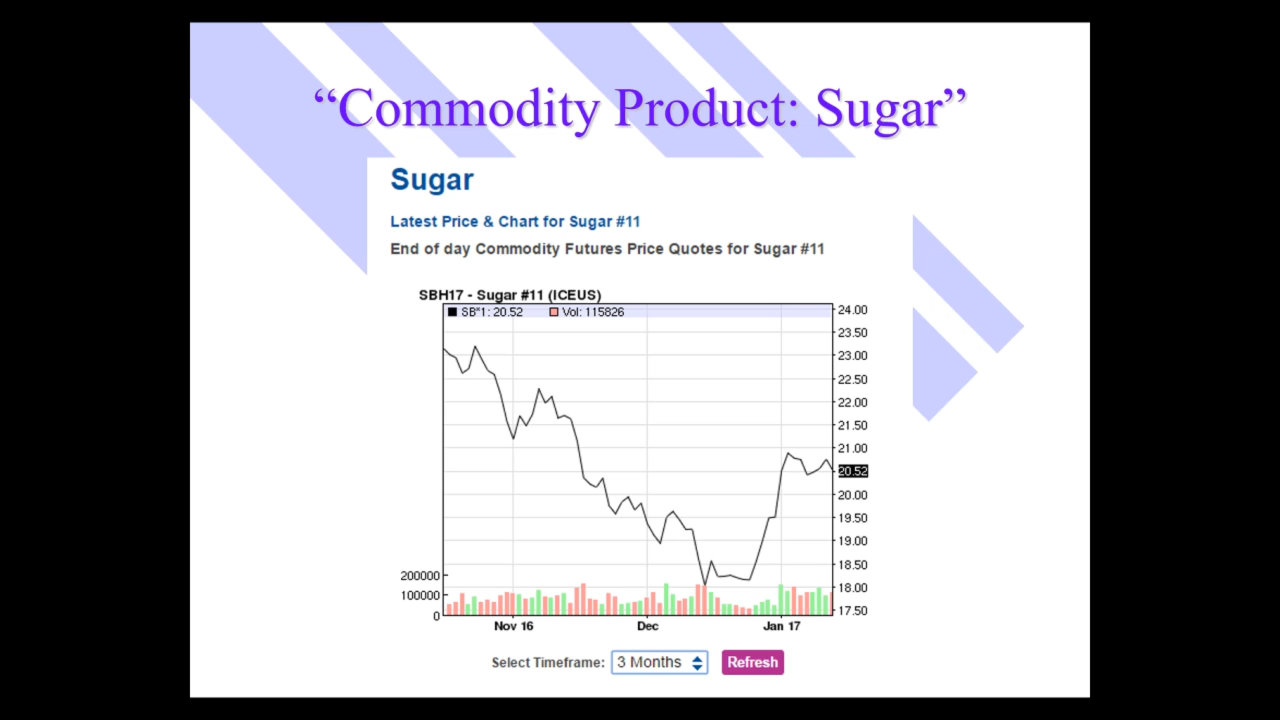 “Commodity Product: Sugar”
Sugar
Latest Price & Chart for Sugar #11
End of day Commodity Futures Price Quotes for Sugar #11
SBH17 - Sugar #11 (ICEUS)
SB*1: 20.52 Vol: 115826
24.00
23.50
23.00
22.50
22.00
21.50
21.00
20.52
20.00
19.50
19.00
18.50
18.00
17.50
200000
100000
0
Nov 16 Dec Jan 17
Select Timeframe: 3 Months Refresh